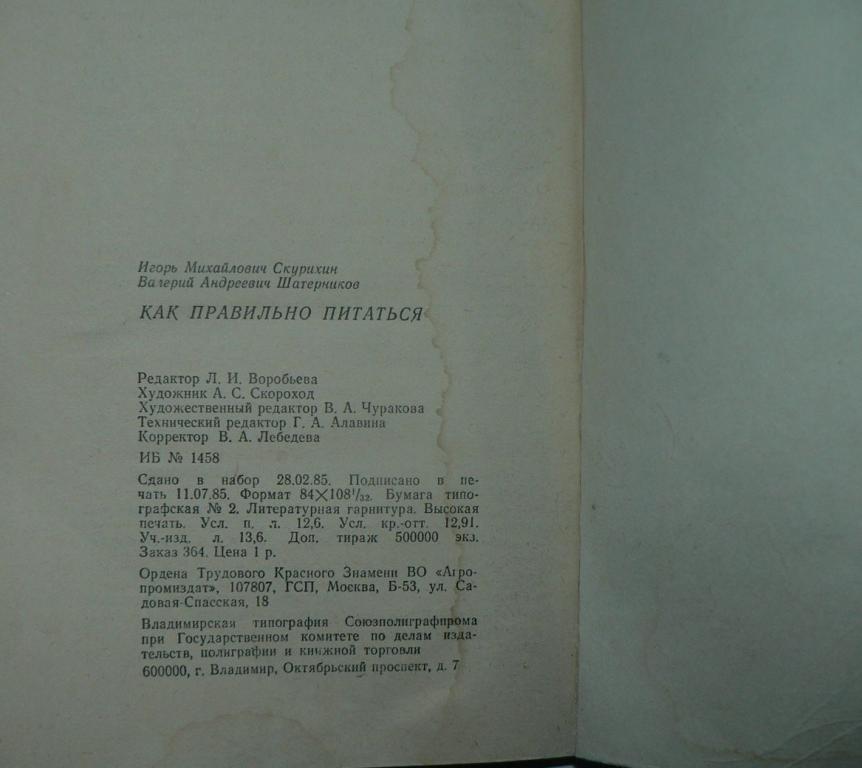 Игорь Михайлович Скурихин
Валерий Андреевич Шатерников
КАК ПРАВИЛЬНО ПИТАТЬСЯ
Редактор Л. И. Воробьева
Художник А. С. Скороход
Художественный редактор В. А. Чуракова
Технический редактор Г. А. Алавина
Корректор В. А. Лебедева
ИБ № 1458
Сдано в набор 28.02.85. Подписано в пе-
чать 11.07.85. Формат 84×108¹/₃₂. Бумага типо-
графская № 2. Литературная гарнитура. Высокая
печать. Усл. п. л. 12,6. Усл. кр.-отт. 12,91.
Уч.-изд. л. 13,6. Доп. тираж 500000 экз.
Заказ 364. Цена 1 р.
Ордена Трудового Красного Знамени ВО «Агро-
промиздат», 107807, ГСП, Москва, Б-53, ул. Са-
довая-Спасская, 18
Владимирская типография Союзполиграфпрома
при Государственном комитете по делам изда-
тельств, полиграфии и книжной торговли
600000, г. Владимир, Октябрьский проспект, д. 7